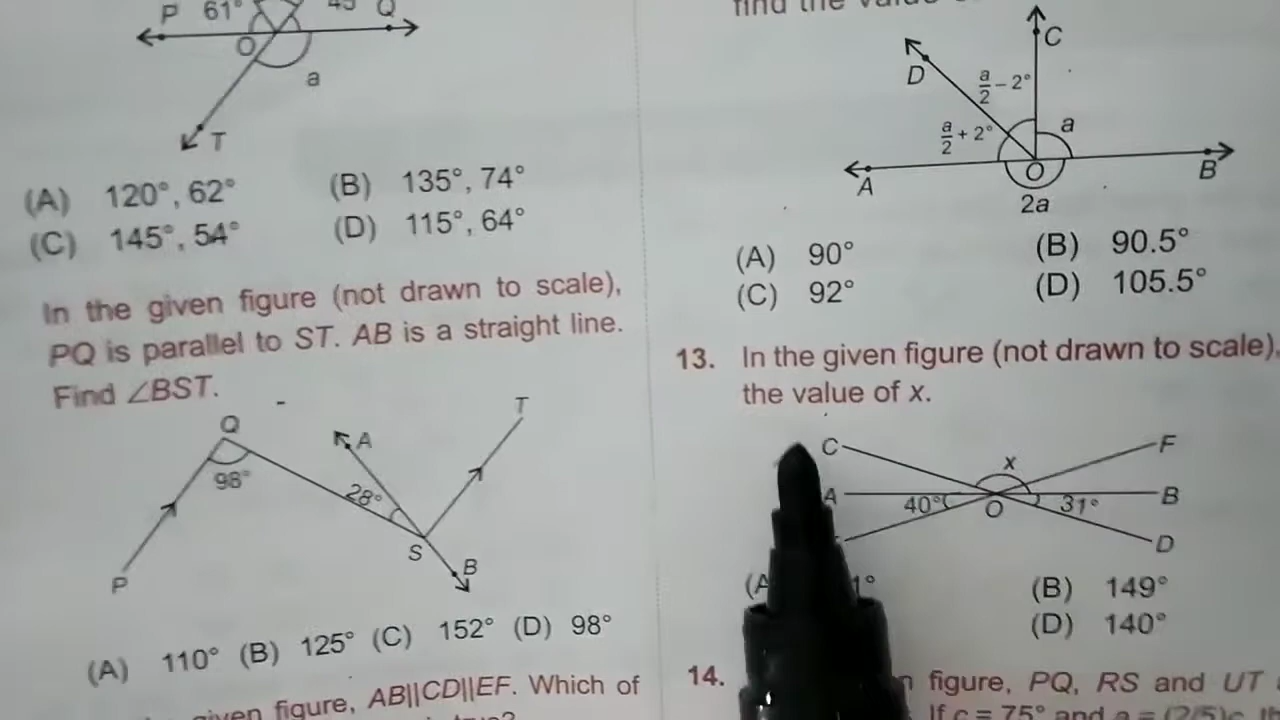 P 61° 45 Q
O
a
T
(A) 120°, 62° (B) 135°, 74°
(C) 145°, 54° (D) 115°, 64°
In the given figure (not drawn to scale),
PQ is parallel to ST. AB is a straight line.
Find ∠BST.
Q
A
T
98°
28°
S
B
P
(A) 110° (B) 125° (C) 152° (D) 98°
given figure, AB||CD||EF. Which of
find the
C
D
a/2 – 2°
a/2 + 2°
a
A
O
B
2a
(A) 90° (B) 90.5°
(C) 92° (D) 105.5°
13. In the given figure (not drawn to scale),
the value of x.
C
x
F
A
40°
O
31°
B
D
(A 1° (B) 149°
(D) 140°
14. figure, PQ, RS and UT
If c = 75° and a = (2/5)c,